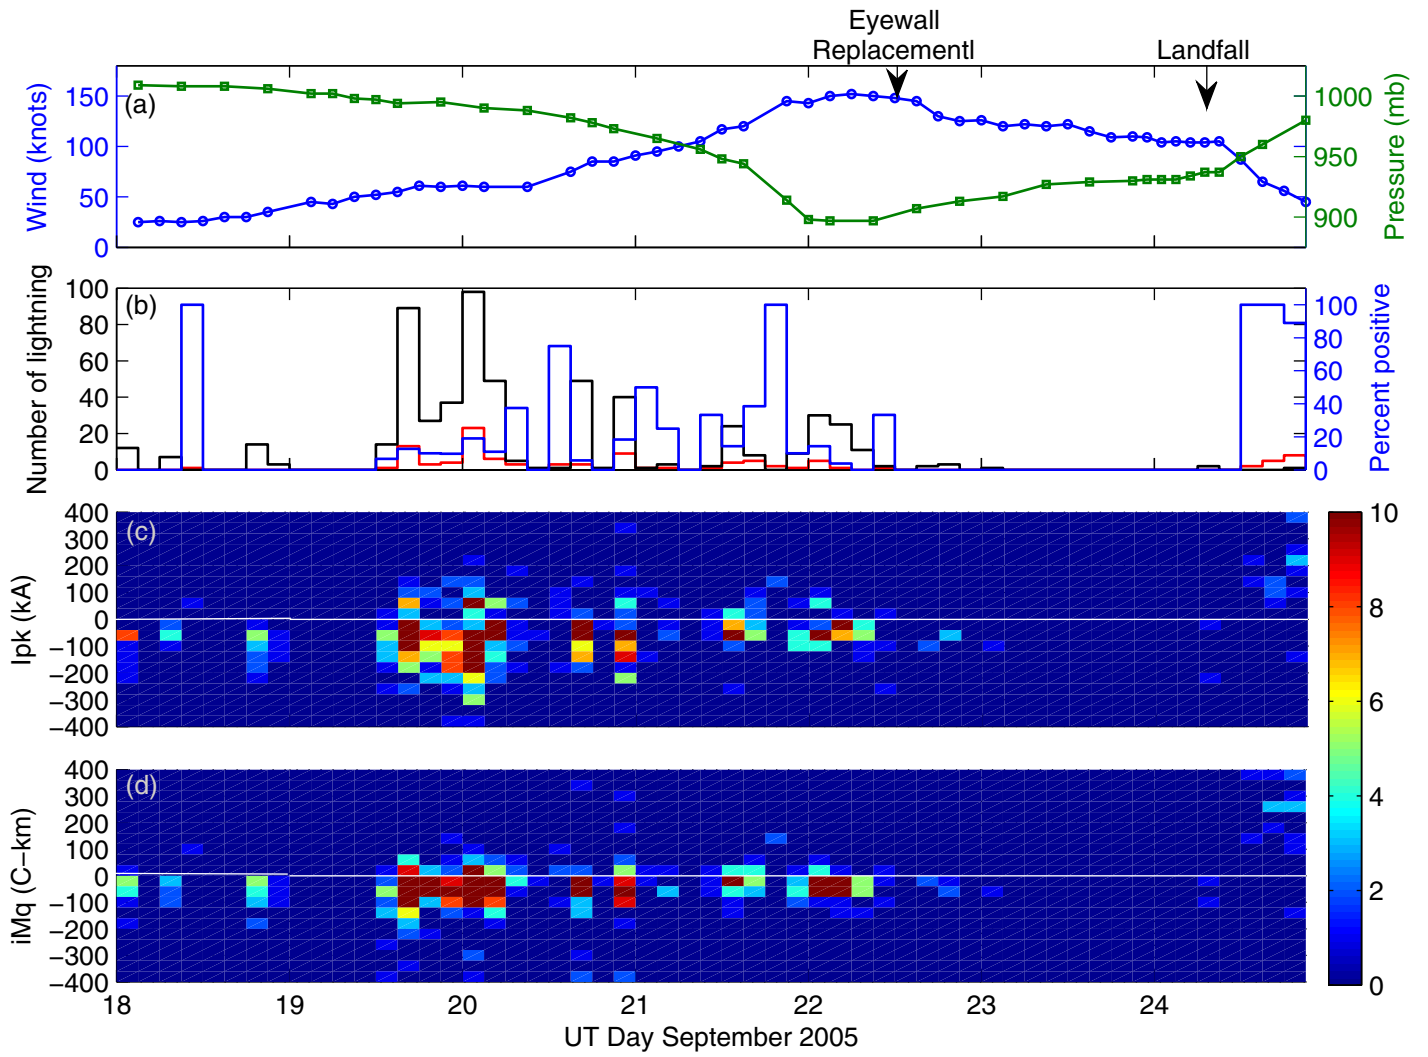 Eyewall
Replacementl
Landfall
(a)
Wind (knots)
150
100
50
0
1000
950
900
Pressure (mb)
(b)
Number of lightning
100
80
60
40
20
0
100
80
60
40
20
0
Percent positive
(c)
Ipk (kA)
400
300
200
100
0
−100
−200
−300
−400
(d)
iMq (C−km)
400
300
200
100
0
−100
−200
−300
−400
10
8
6
4
2
0
18 19 20 21 22 23 24
UT Day September 2005